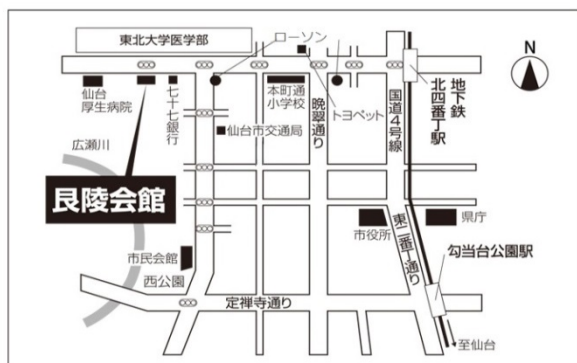 東北大学医学部
ローソン
N
仙台
厚生病院
七十七銀行
本町通
小学校
晩翠通り
トヨペット
国道4号線
地下鉄
北四番丁駅
仙台市交通局
広瀬川
艮陵会館
市役所
東二番丁通り
県庁
市民会館
西公園
勾当台公園駅
定禅寺通り
至仙台